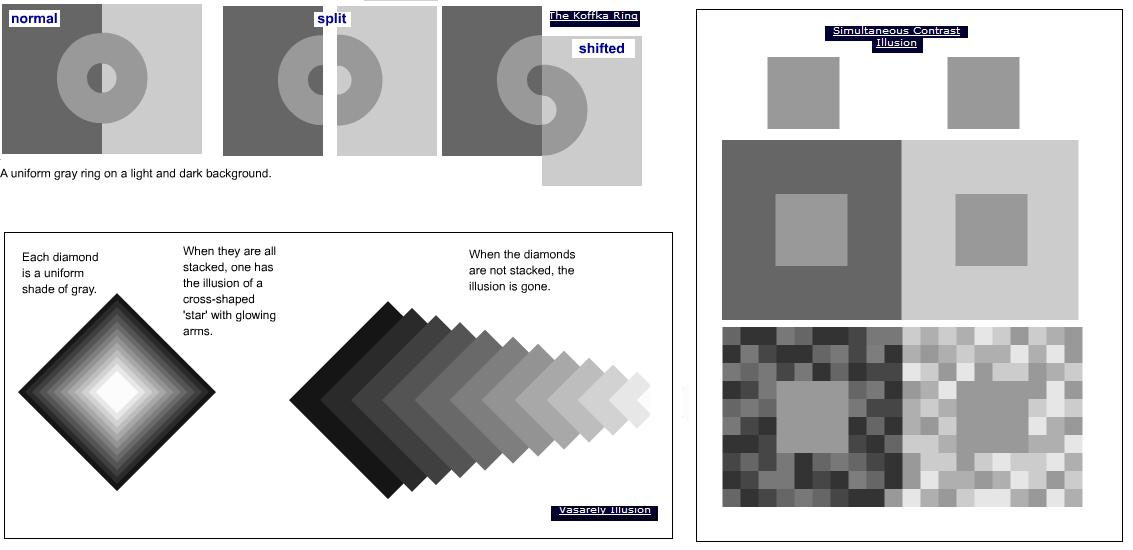 normal
split
The Koffka Ring
shifted
A uniform gray ring on a light and dark background.
Simultaneous Contrast
Illusion
Each diamond
is a uniform
shade of gray.
When they are all
stacked, one has
the illusion of a
cross-shaped
'star' with glowing
arms.
When the diamonds
are not stacked, the
illusion is gone.
Vasarely Illusion